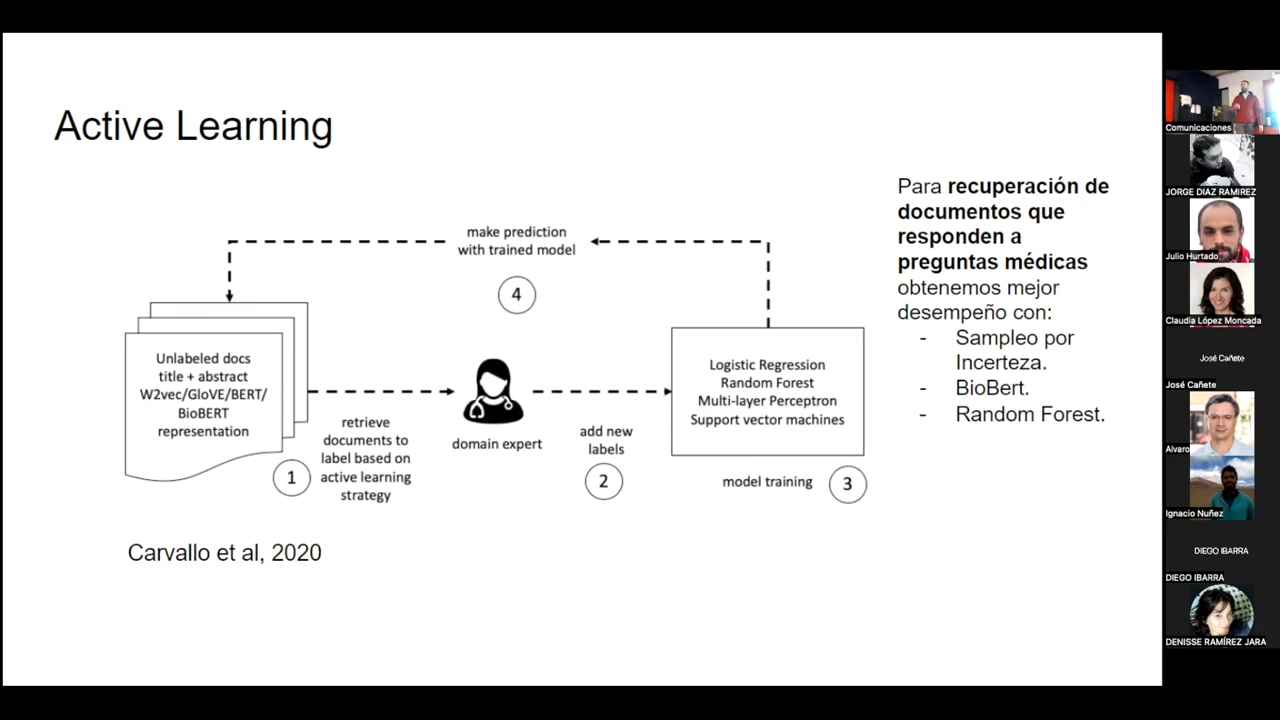 Active Learning
make prediction
with trained model
4
Unlabeled docs
title + abstract
W2vec/GloVE/BERT/
BioBERT
representation
1
retrieve
documents to
label based on
active learning
strategy
domain expert
add new
labels
2
Logistic Regression
Random Forest
Multi-layer Perceptron
Support vector machines
model training
3
Carvallo et al, 2020
Para recuperación de
documentos que
responden a
preguntas médicas
obtenemos mejor
desempeño con:
- Sampleo por
Incerteza.
- BioBert.
- Random Forest.
Comunicaciones
JORGE DIAZ RAMIREZ
Julio Hurtado
Claudia López Moncada
José Cañete
José Cañete
Alvaro
Ignacio Nuñez
DIEGO IBARRA
DIEGO IBARRA
DENISSE RAMÍREZ JARA